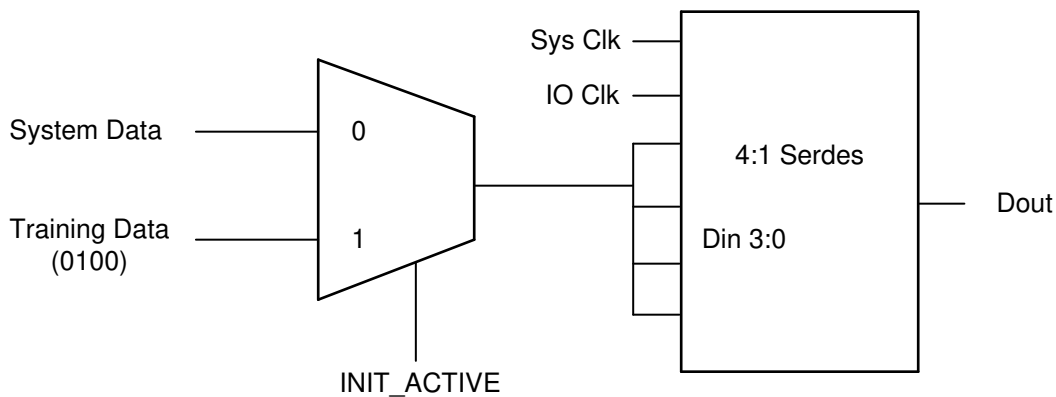 Sys Clk
IO Clk
System Data
0
4:1 Serdes
Dout
Training Data
(0100)
1
Din 3:0
INIT_ACTIVE